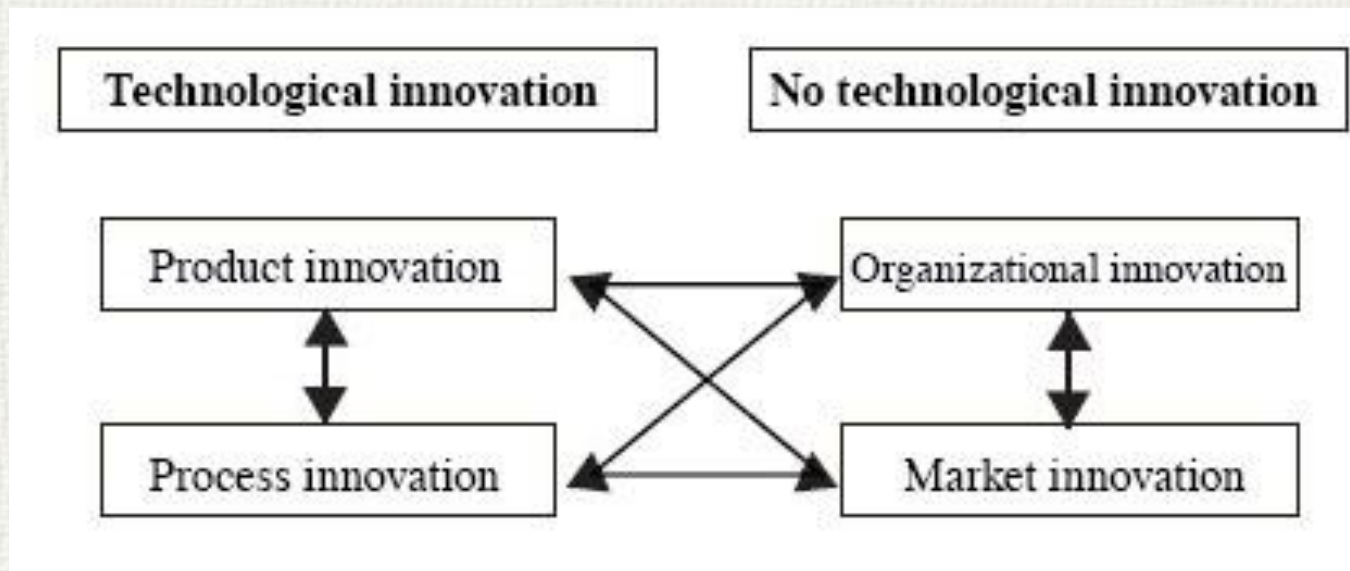 Technological innovation
No technological innovation
Product innovation
Organizational innovation
Process innovation
Market innovation